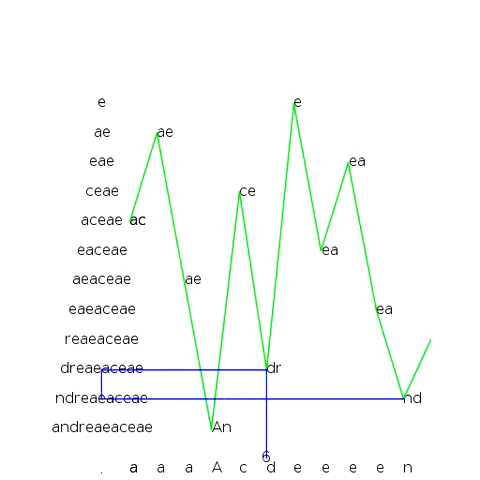 e e
ae ae
eae ea
ceae ce
aceae ac
eaceae ea
aeaceae ae
eaeaceae ea
reaeaceae
dreaeaceae dr
ndreaeaceae nd
andreaeaceae An
6
. a a a A c d e e e e n